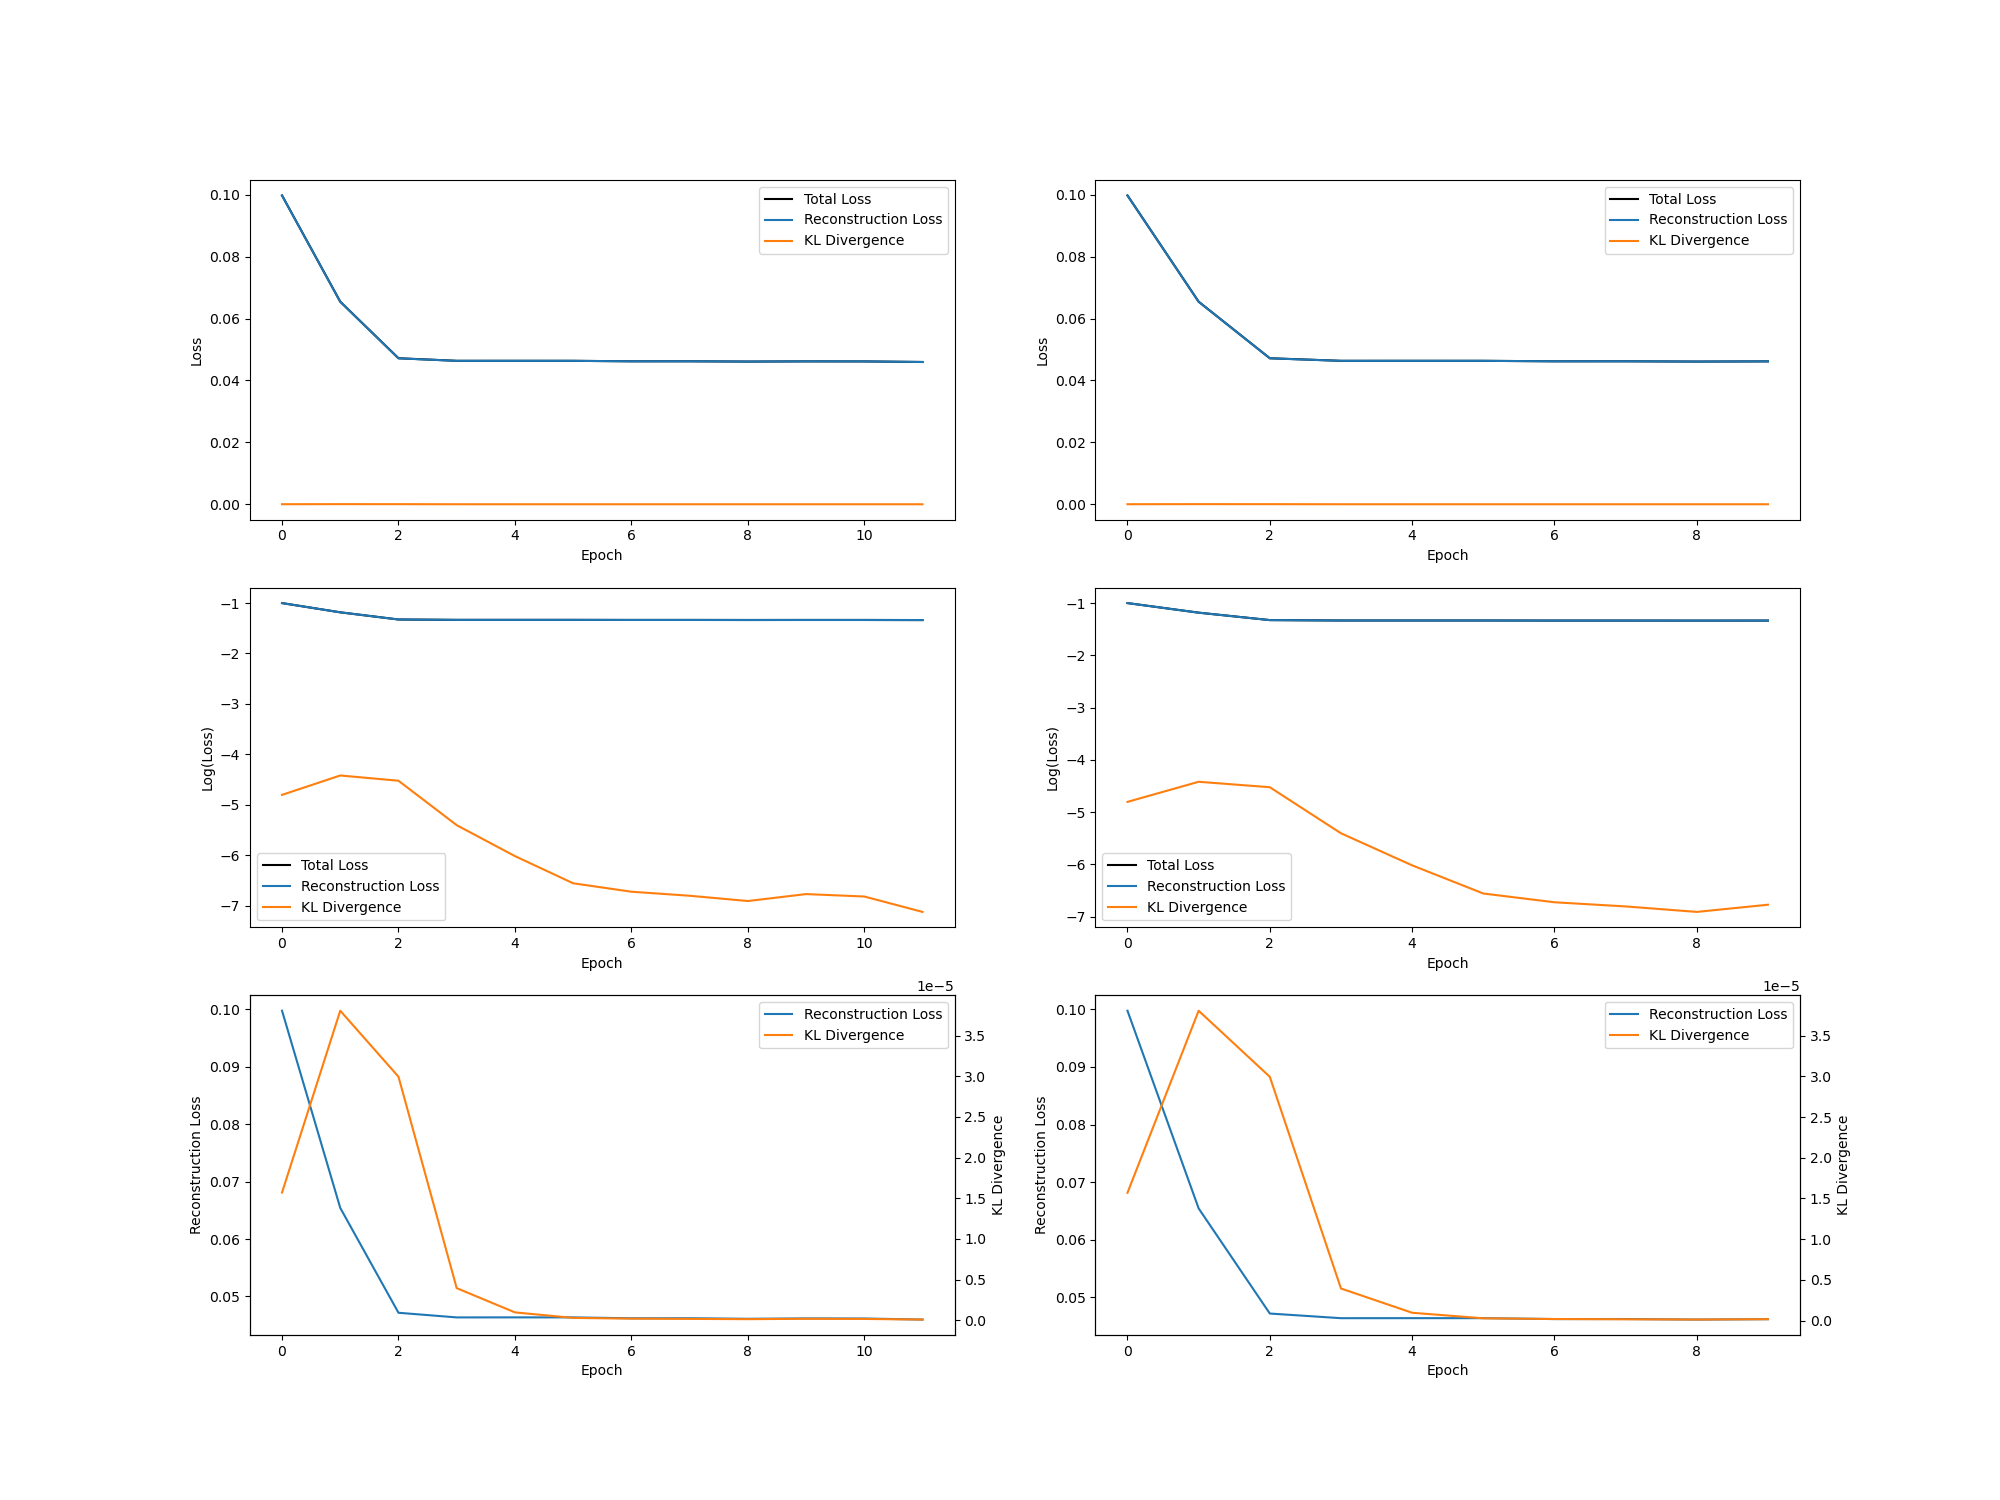 0.10
0.08
0.06
0.04
0.02
0.00
Loss
Total Loss
Reconstruction Loss
KL Divergence
0 2 4 6 8 10
Epoch
0.10
0.08
0.06
0.04
0.02
0.00
Loss
Total Loss
Reconstruction Loss
KL Divergence
0 2 4 6 8
Epoch
−1
−2
−3
−4
−5
−6
−7
Log(Loss)
Total Loss
Reconstruction Loss
KL Divergence
0 2 4 6 8 10
Epoch
−1
−2
−3
−4
−5
−6
−7
Log(Loss)
Total Loss
Reconstruction Loss
KL Divergence
0 2 4 6 8
Epoch
1e−5
0.10
0.09
0.08
0.07
0.06
0.05
Reconstruction Loss
Reconstruction Loss
KL Divergence
3.5
3.0
2.5
2.0
1.5
1.0
0.5
0.0
KL Divergence
0 2 4 6 8 10
Epoch
1e−5
0.10
0.09
0.08
0.07
0.06
0.05
Reconstruction Loss
Reconstruction Loss
KL Divergence
3.5
3.0
2.5
2.0
1.5
1.0
0.5
0.0
KL Divergence
0 2 4 6 8
Epoch